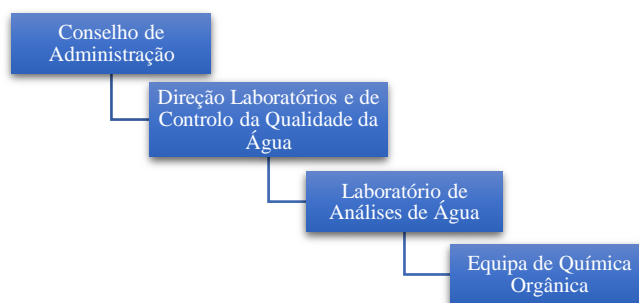 Conselho de
Administração
Direção Laboratórios e de
Controlo da Qualidade da
Água
Laboratório de
Análises de Água
Equipa de Química
Orgânica